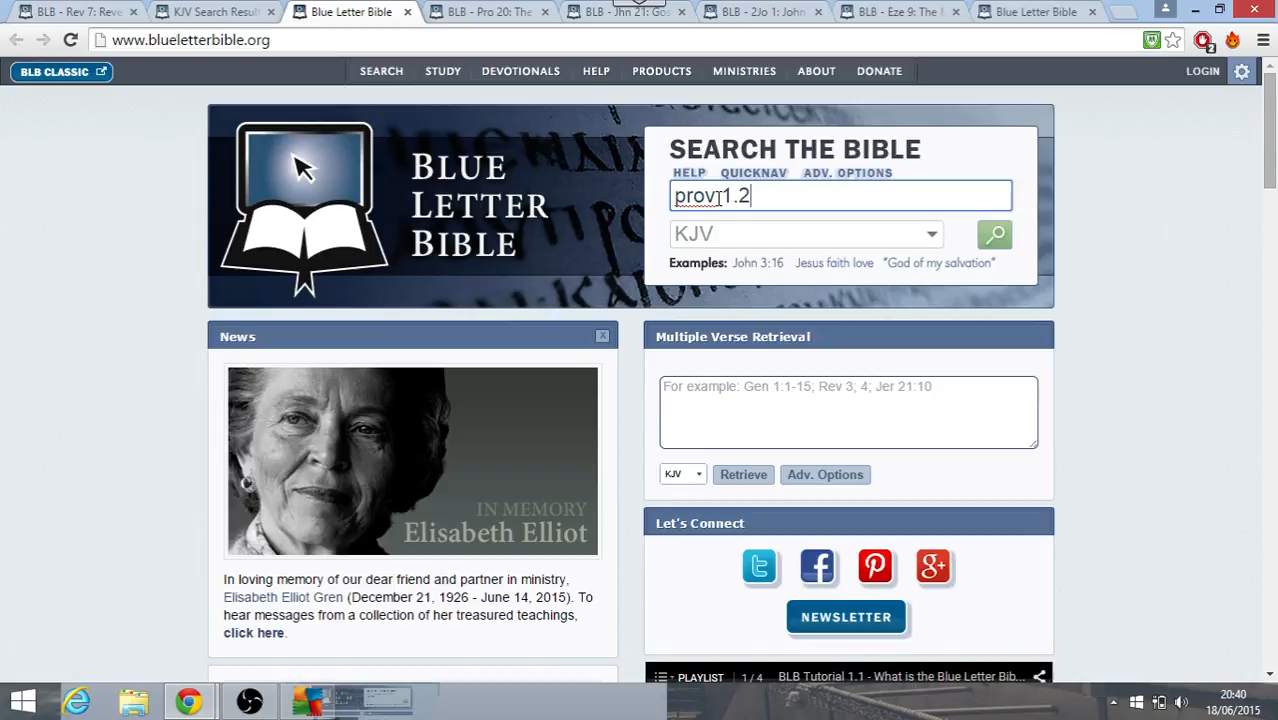 BLB - Rev 7: Reve
KJV Search Result
Blue Letter Bible
BLB - Pro 20: The
BLB - Jhn 21: Gos
BLB - 2Jo 1: John
BLB - Eze 9: The M
Blue Letter Bible
www.blueletterbible.org
2
BLB CLASSIC
SEARCH STUDY DEVOTIONALS HELP PRODUCTS MINISTRIES ABOUT DONATE
LOGIN
BLUE
LETTER
BIBLE
SEARCH THE BIBLE
HELP QUICKNAV ADV. OPTIONS
prov 1.2
KJV
Examples: John 3:16 Jesus faith love "God of my salvation"
News
x
IN MEMORY
Elisabeth Elliot
In loving memory of our dear friend and partner in ministry,
Elisabeth Elliot Gren (December 21, 1926 - June 14, 2015). To
hear messages from a collection of her treasured teachings,
click here.
Multiple Verse Retrieval
For example: Gen 1:1-15; Rev 3; 4; Jer 21:10
KJV
Retrieve
Adv. Options
Let's Connect
NEWSLETTER
PLAYLIST 1 / 4 BLB Tutorial 1.1 - What is the Blue Letter Bib...
20:40
18/06/2015